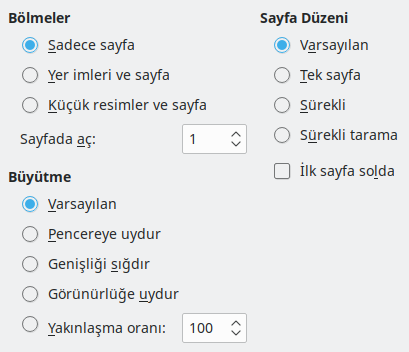 Bölmeler
Sadece sayfa
Yer imleri ve sayfa
Küçük resimler ve sayfa
Sayfada aç: 1
Büyütme
Varsayılan
Pencereye uydur
Genişliği sığdır
Görünürlüğe uydur
Yakınlaşma oranı: 100
Sayfa Düzeni
Varsayılan
Tek sayfa
Sürekli
Sürekli tarama
İlk sayfa solda